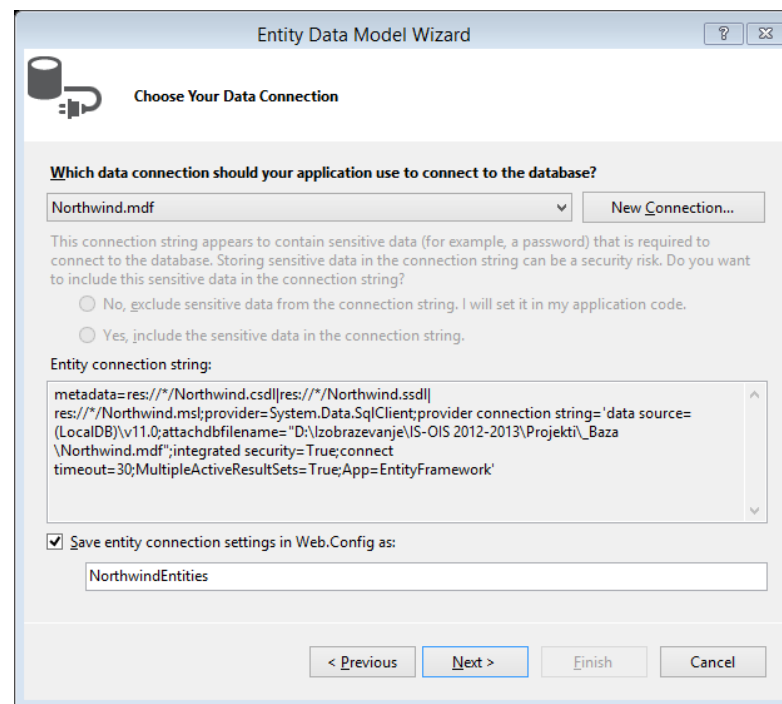 Entity Data Model Wizard
Choose Your Data Connection
Which data connection should your application use to connect to the database?
Northwind.mdf
New Connection...
This connection string appears to contain sensitive data (for example, a password) that is required to
connect to the database. Storing sensitive data in the connection string can be a security risk. Do you want
to include this sensitive data in the connection string?
No, exclude sensitive data from the connection string. I will set it in my application code.
Yes, include the sensitive data in the connection string.
Entity connection string:
metadata=res://*/Northwind.csdl|res://*/Northwind.ssdl|
res://*/Northwind.msl;provider=System.Data.SqlClient;provider connection string='data source=
(LocalDB)\v11.0;attachdbfilename="D:\Izobrazevanje\IS-OIS 2012-2013\Projekti\_Baza
\Northwind.mdf";integrated security=True;connect
timeout=30;MultipleActiveResultSets=True;App=EntityFramework'
Save entity connection settings in Web.Config as:
NorthwindEntities
< Previous
Next >
Finish
Cancel